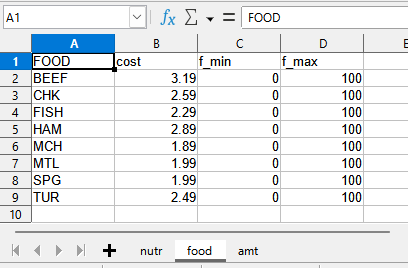 A1 fx Σ = FOOD
A B C D E
1 FOOD cost f_min f_max
2 BEEF 3.19 0 100
3 CHK 2.59 0 100
4 FISH 2.29 0 100
5 HAM 2.89 0 100
6 MCH 1.89 0 100
7 MTL 1.99 0 100
8 SPG 1.99 0 100
9 TUR 2.49 0 100
10
nutr food amt